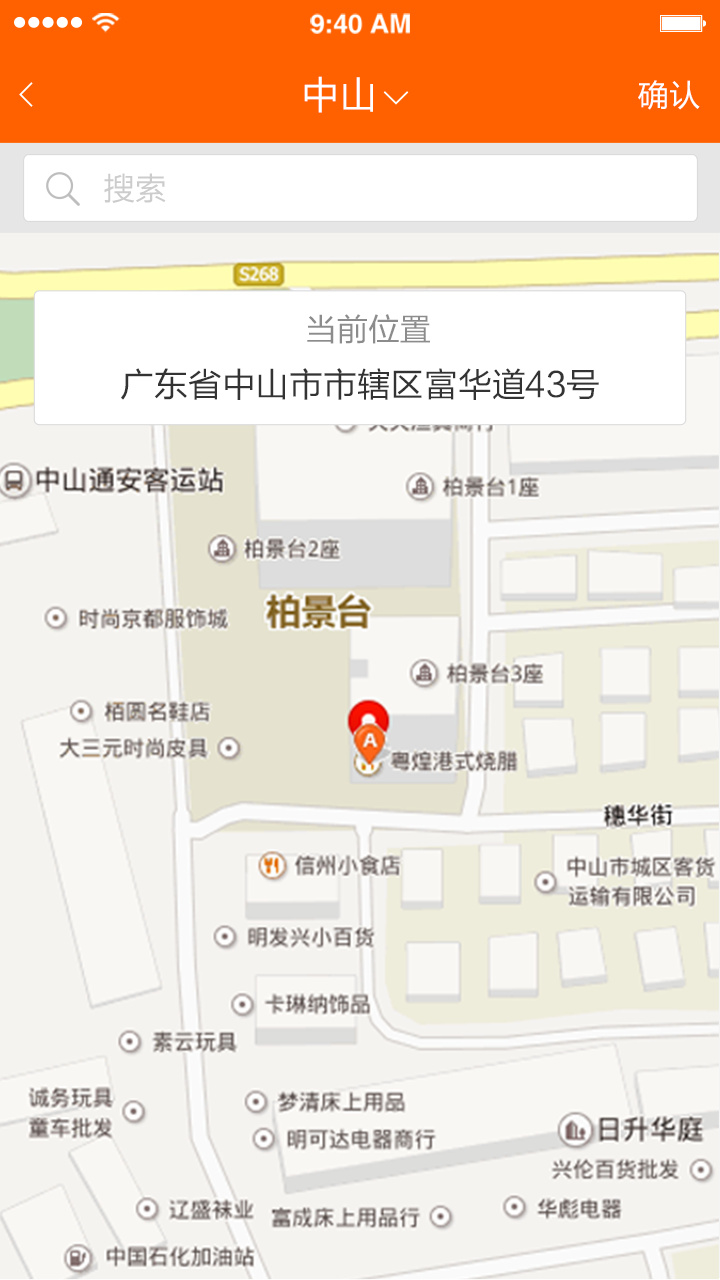 9:40 AM
中山
确认
搜索
S268
当前位置
广东省中山市市辖区富华道43号
中山通安客运站
柏景台1座
柏景台2座
柏景台
时尚京都服饰城
柏景台3座
栢圆名鞋店
大三元时尚皮具
A
粤煌港式烧腊
穗华街
信州小食店
中山市城区客货
运输有限公司
明发兴小百货
卡琳纳饰品
素云玩具
诚务玩具
童车批发
梦清床上用品
明可达电器商行
日升华庭
兴伦百货批发
辽盛袜业
富成床上用品行
华彪电器
中国石化加油站